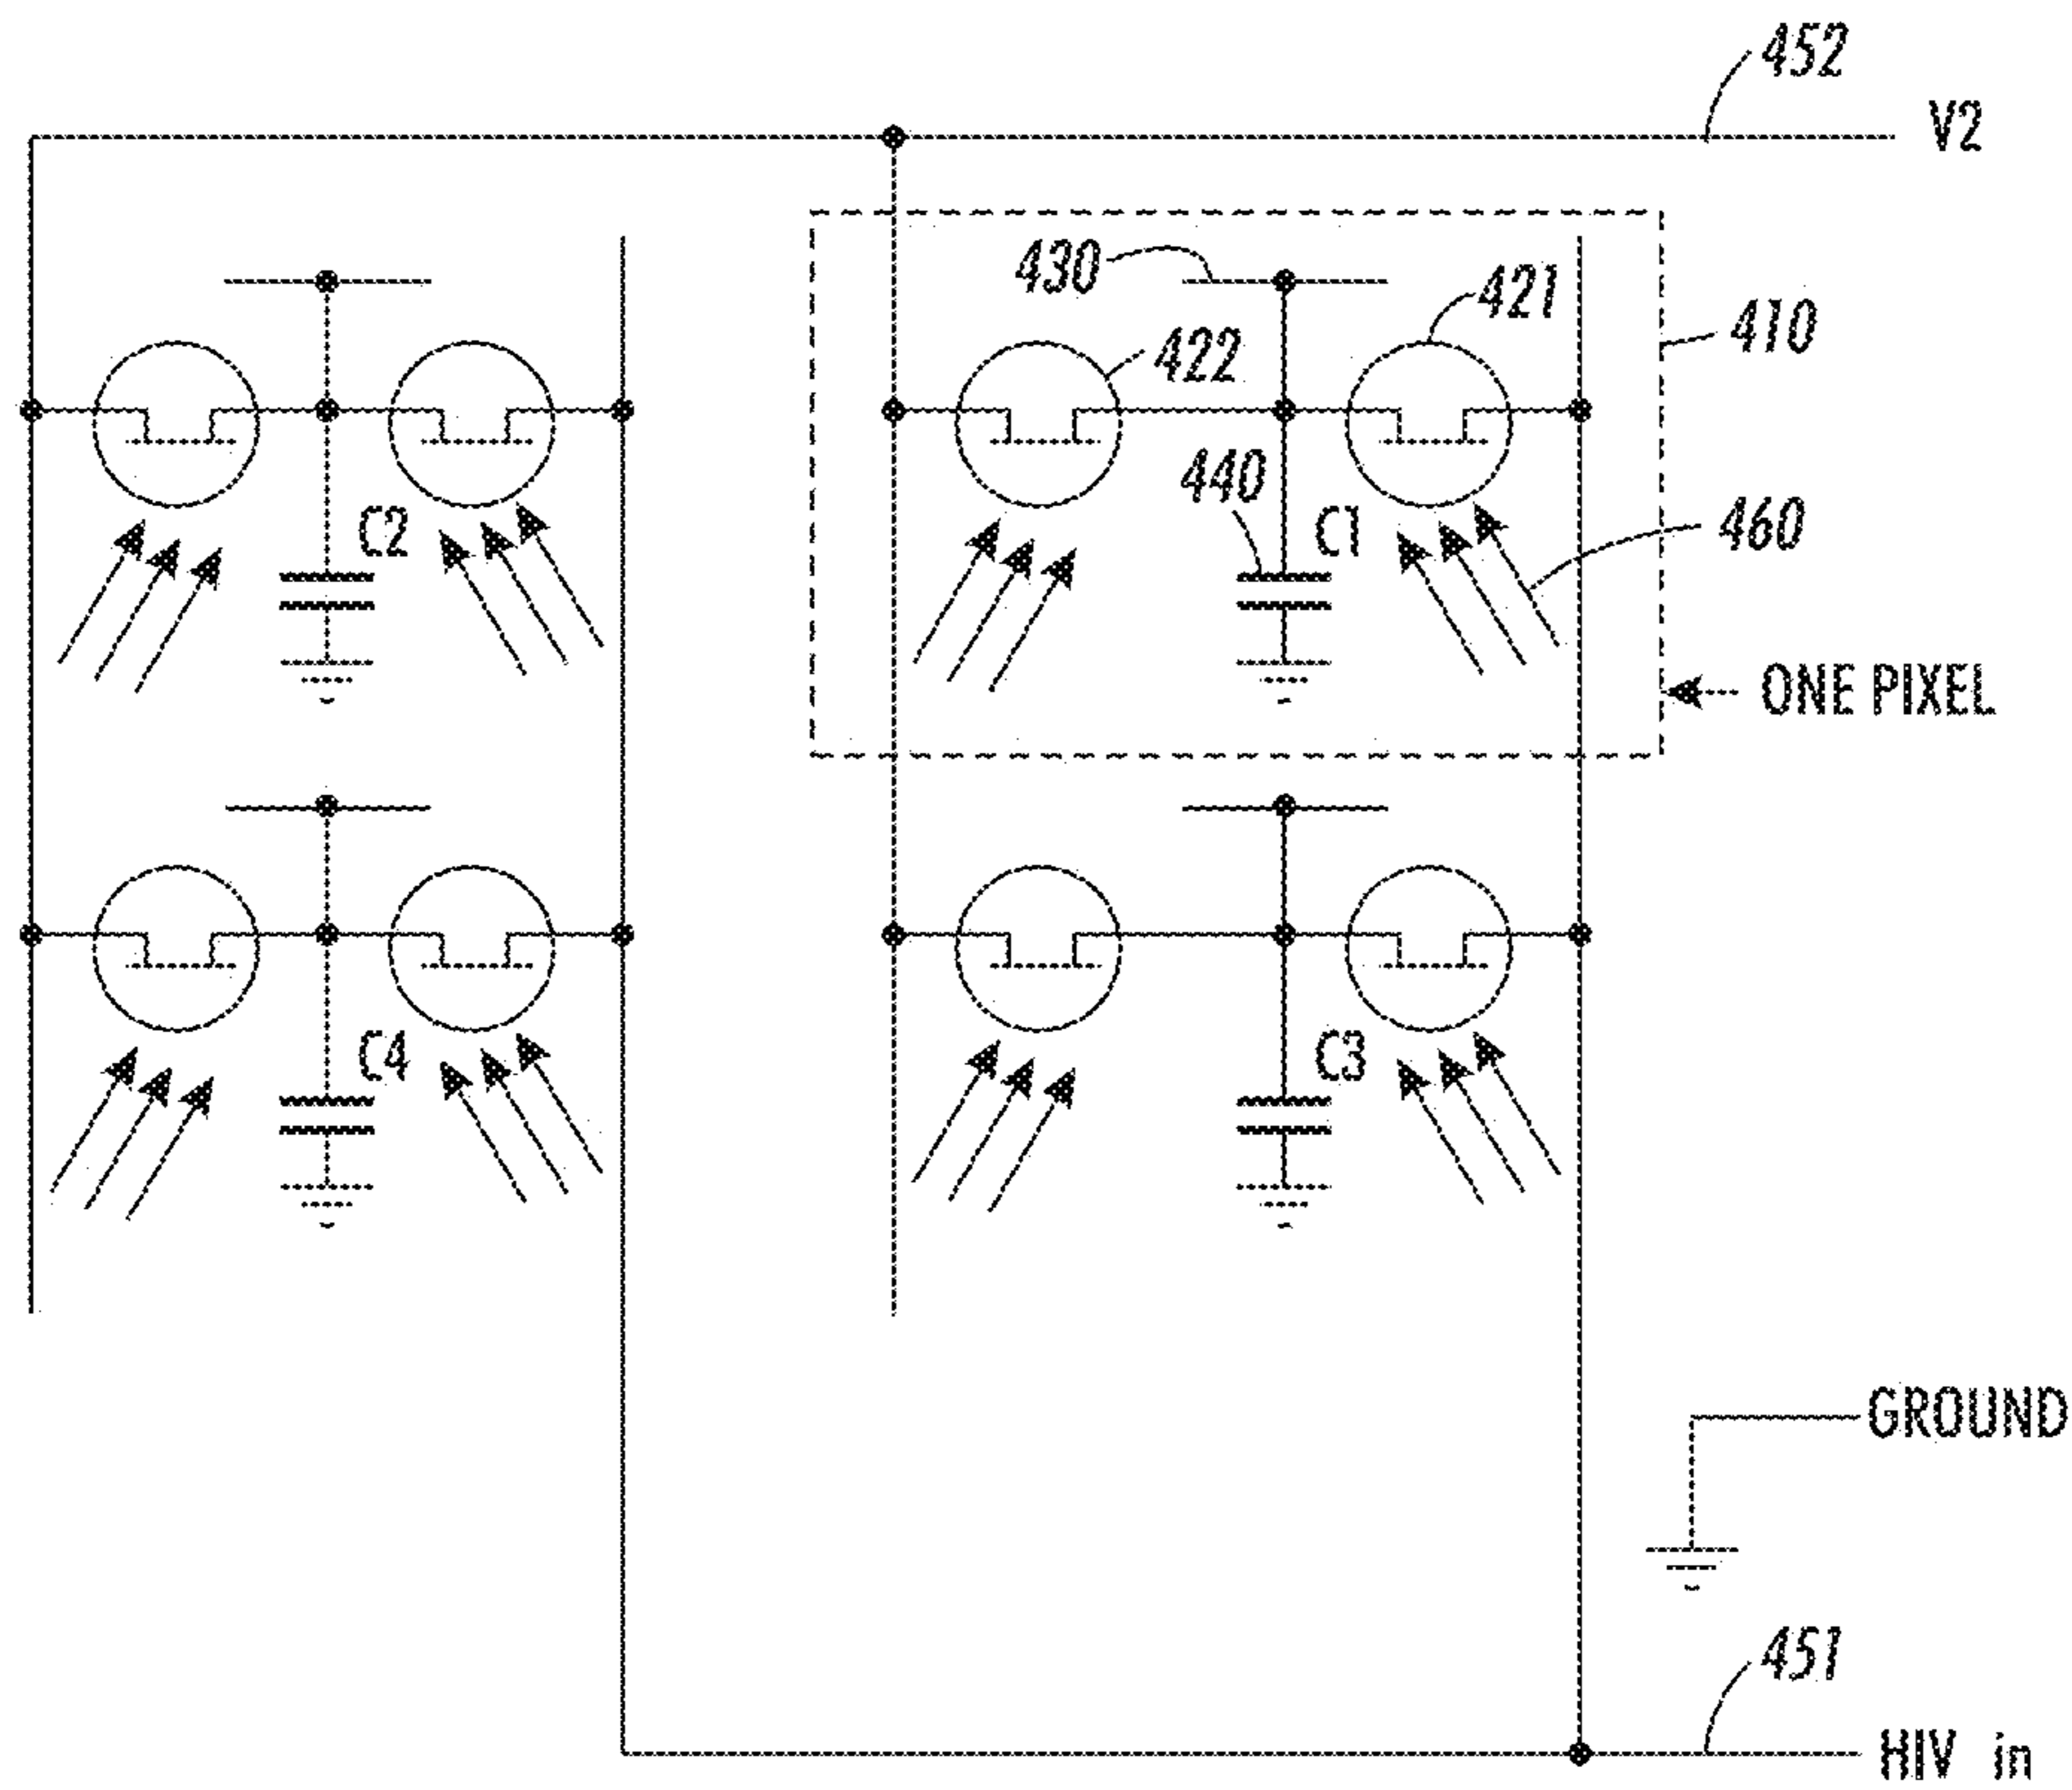 452
V2
430
421
410
422
440
C2
C1
460
ONE PIXEL
C4
C3
GROUND
451
HIV in